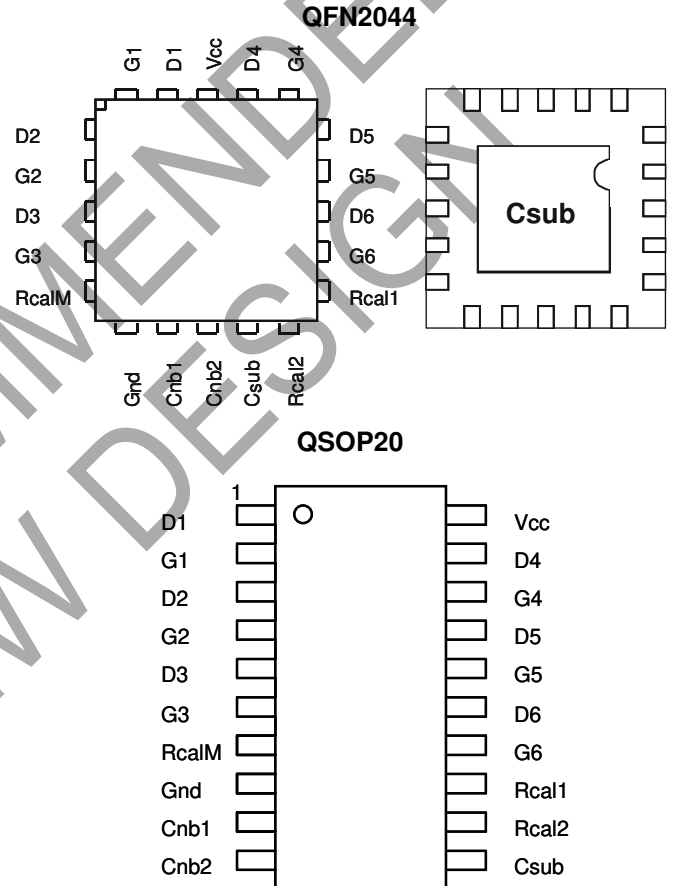 QFN2044
G1 D1 Vcc D4 G4
D2 D5
G2 G5
D3 D6
G3 G6
RcalM Rcal1
Csub
Gnd Cnb1 Cnb2 Csub Rcal2
QSOP20
1
D1 Vcc
G1 D4
D2 G4
G2 D5
D3 G5
G3 D6
RcalM G6
Gnd Rcal1
Cnb1 Rcal2
Cnb2 Csub
MMENDE
W DESIGN